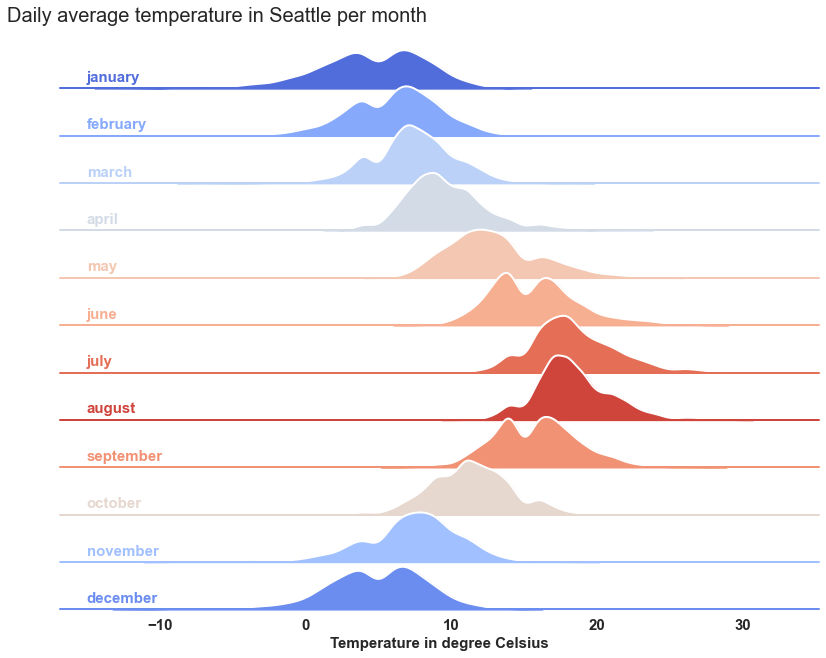 Daily average temperature in Seattle per month
january
february
march
april
may
june
july
august
september
october
november
december
−10 0 10 20 30
Temperature in degree Celsius